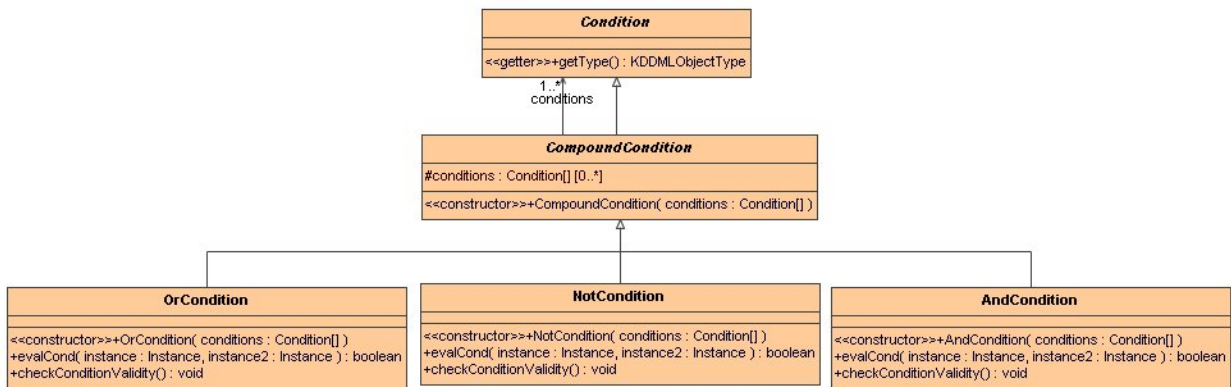 Condition
<<getter>>+getType() : KDDMLObjectType
1..*
conditions
CompoundCondition
#conditions : Condition[] [0..*]
<<constructor>>+CompoundCondition( conditions : Condition[] )
OrCondition
<<constructor>>+OrCondition( conditions : Condition[] )
+evalCond( instance : Instance, instance2 : Instance ) : boolean
+checkConditionValidity() : void
NotCondition
<<constructor>>+NotCondition( conditions : Condition[] )
+evalCond( instance : Instance, instance2 : Instance ) : boolean
+checkConditionValidity() : void
AndCondition
<<constructor>>+AndCondition( conditions : Condition[] )
+evalCond( instance : Instance, instance2 : Instance ) : boolean
+checkConditionValidity() : void